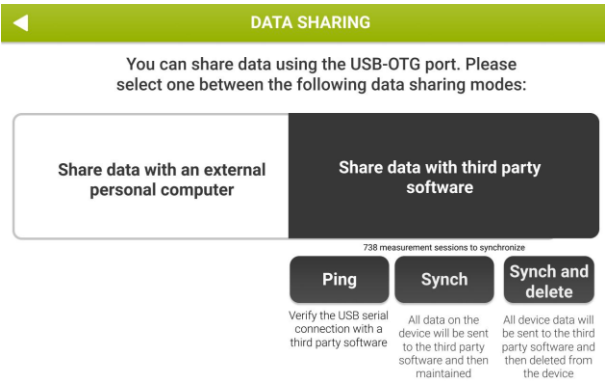 DATA SHARING
You can share data using the USB-OTG port. Please
select one between the following data sharing modes:
Share data with an external
personal computer
Share data with third party
software
738 measurement sessions to synchronize
Ping
Verify the USB serial
connection with a
third party software
Synch
All data on the
device will be sent
to the third party
software and then
maintained
Synch and
delete
All device data will
be sent to the third
party software and
then deleted from
the device